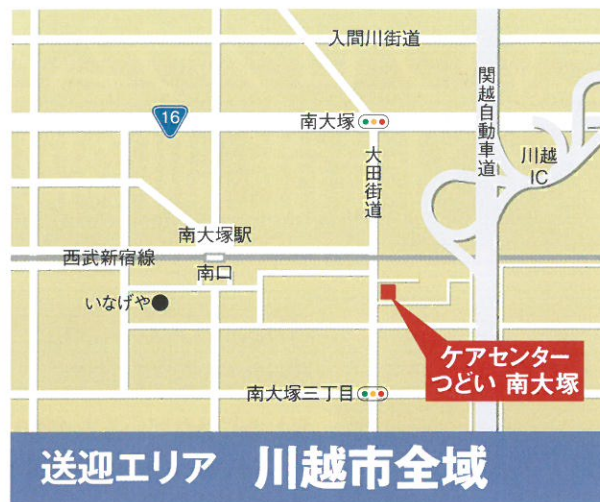 入間川街道
関越自動車道
16
南大塚
川越
IC
大田街道
南大塚駅
西武新宿線
南口
いなげや
ケアセンター
つどい 南大塚
南大塚三丁目
送迎エリア 川越市全域